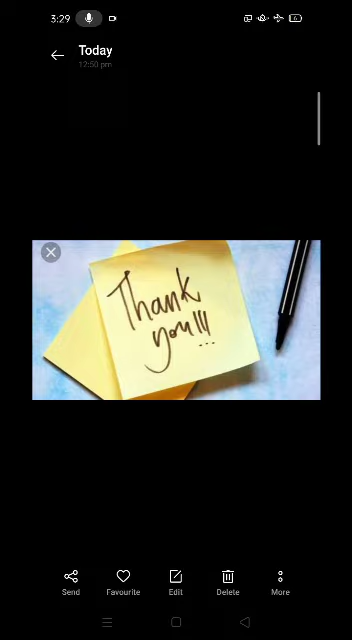 3:29
Today
12:50 pm
Thank
you!!!
Send
Favourite
Edit
Delete
More